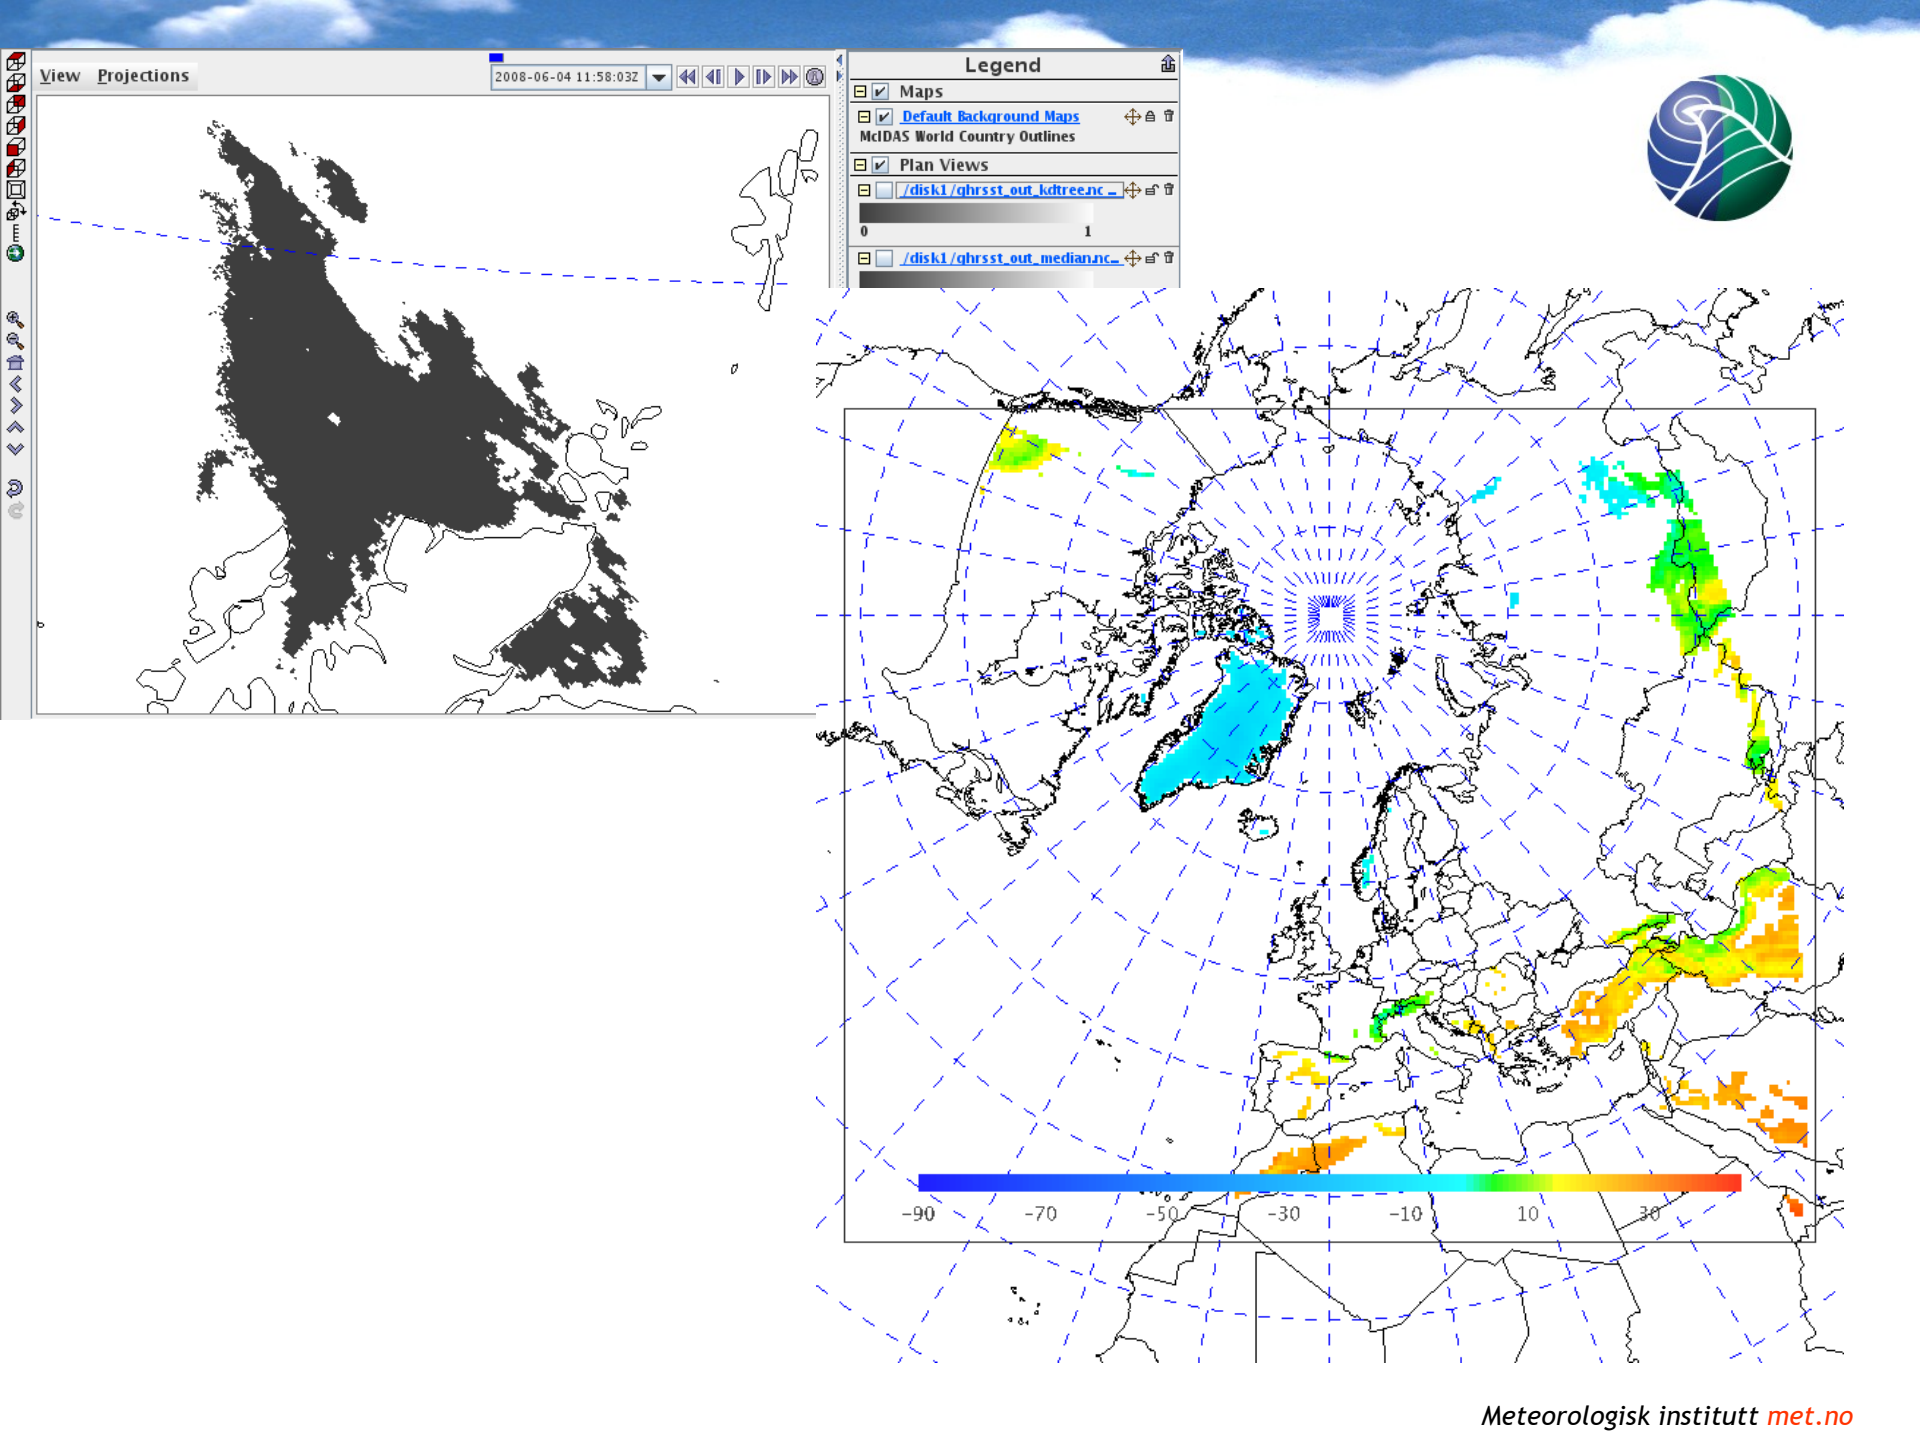 View Projections
2008-06-04 11:58:03Z
Legend
Maps
Default Background Maps
McIDAS World Country Outlines
Plan Views
/disk1/ghrsst_out_kdtree.nc ...
0 1
/disk1/ghrsst_out_median.nc...
-90 -70 -50 -30 -10 10 30
Meteorologisk institutt met.no